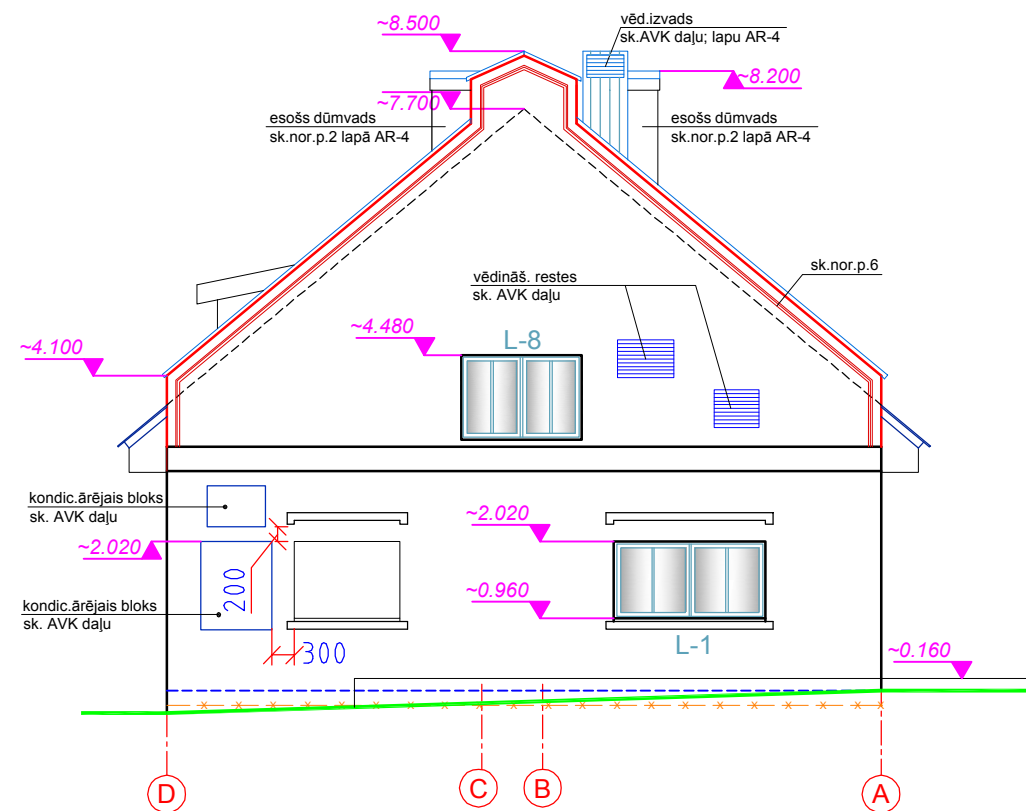 ~8.500
vēd.izvads
sk.AVK daļu; lapu AR-4
~8.200
~7.700
esošs dūmvads
sk.nor.p.2 lapā AR-4
esošs dūmvads
sk.nor.p.2 lapā AR-4
sk.nor.p.6
vēdināš. restes
sk. AVK daļu
~4.480
L-8
~4.100
kondic.ārējais bloks
sk. AVK daļu
~2.020
~2.020
200
kondic.ārējais bloks
sk. AVK daļu
~0.960
300
L-1
~0.160
D
C
B
A